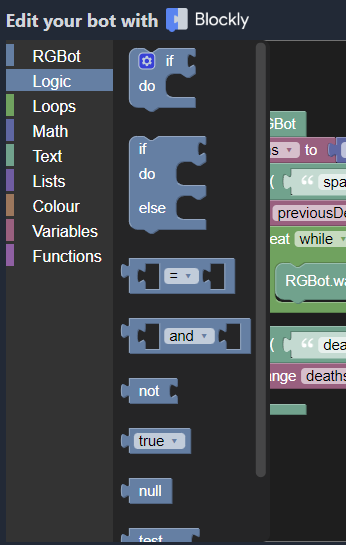 Edit your bot with Blockly
RGBot
Logic
Loops
Math
Text
Lists
Colour
Variables
Functions
if
do
if
do
else
=
and
not
true
null
test
GBot
s to
( “ spa
previousDe
eat while
RGBot.wa
( “ dea
nge deaths